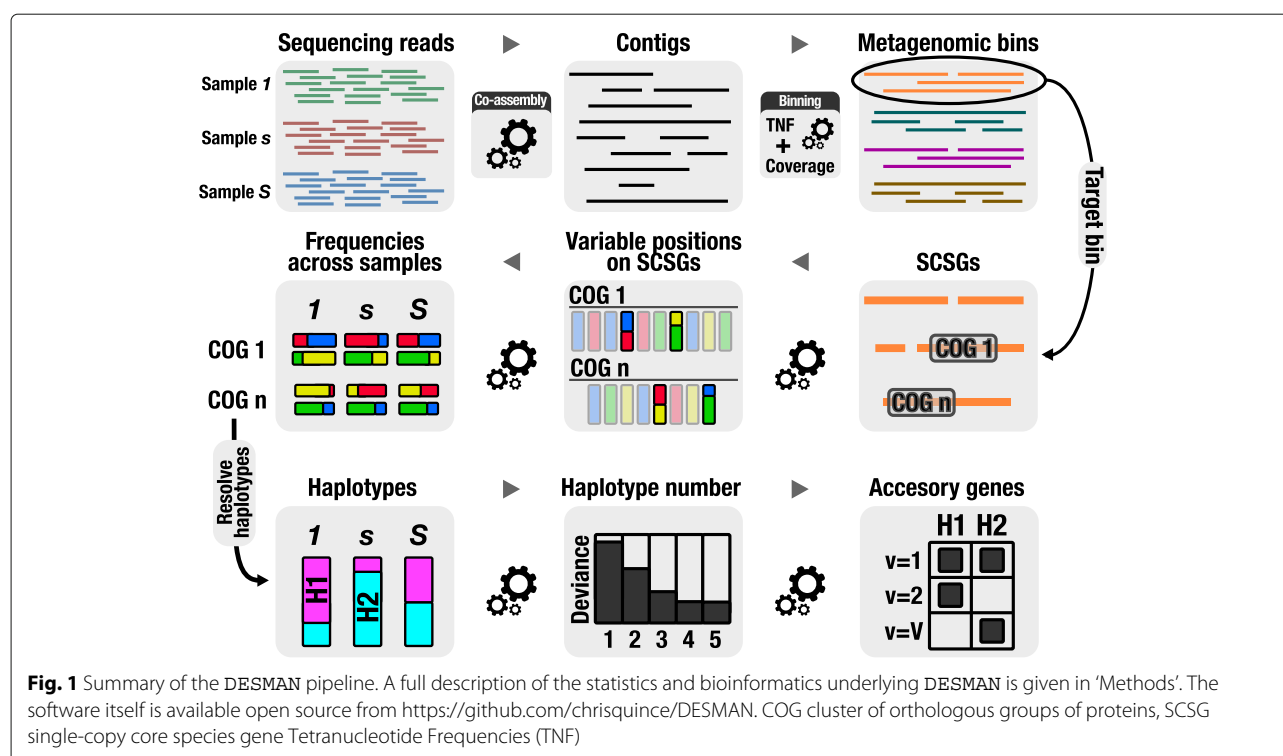 Sequencing reads
Contigs
Metagenomic bins
Sample 1
Sample s
Sample S
Co-assembly
Binning
TNF
+
Coverage
Target bin
Frequencies
across samples
Variable positions
on SCSGs
SCSGs
1 s S
COG 1
COG n
COG 1
COG n
COG 1
COG n
Resolve
haplotypes
Haplotypes
Haplotype number
Accesory genes
1 s S
H1
H2
Deviance
1 2 3 4 5
H1 H2
v=1
v=2
v=V
Fig. 1 Summary of the DESMAN pipeline. A full description of the statistics and bioinformatics underlying DESMAN is given in ‘Methods’. The
software itself is available open source from https://github.com/chrisquince/DESMAN. COG cluster of orthologous groups of proteins, SCSG
single-copy core species gene Tetranucleotide Frequencies (TNF)